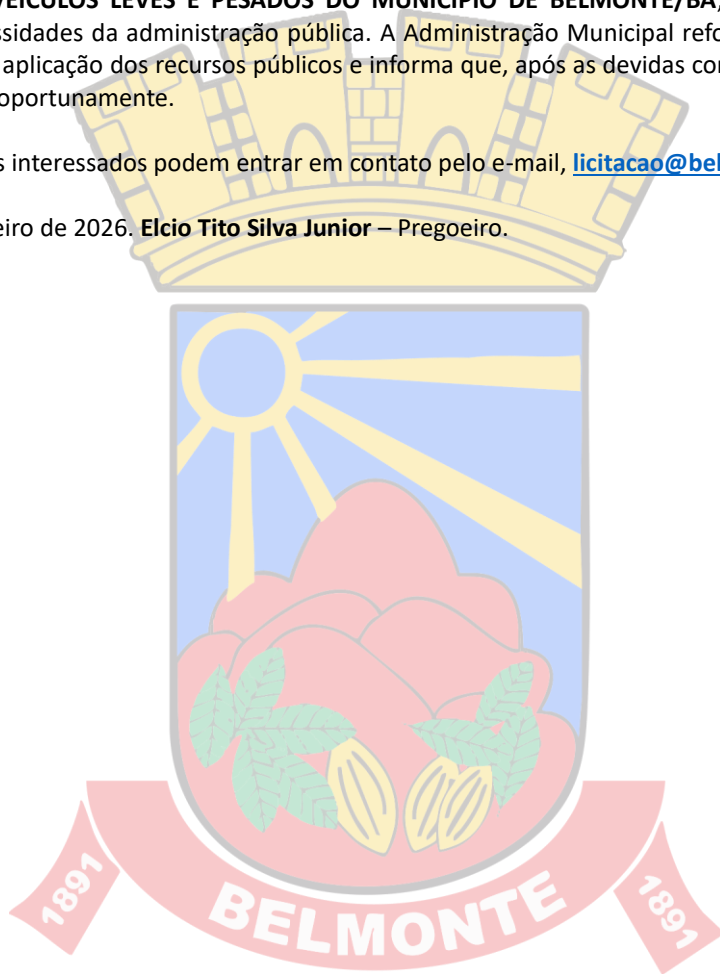 VEÍCULOS LEVES E PESADOS DO MUNICÍPIO DE BELMONTE/BA,
ssidades da administração pública. A Administração Municipal refo
aplicação dos recursos públicos e informa que, após as devidas cor
oportunamente.
s interessados podem entrar em contato pelo e-mail, licitacao@bel
eiro de 2026. Elcio Tito Silva Junior – Pregoeiro.
1891
BELMONTE
1891